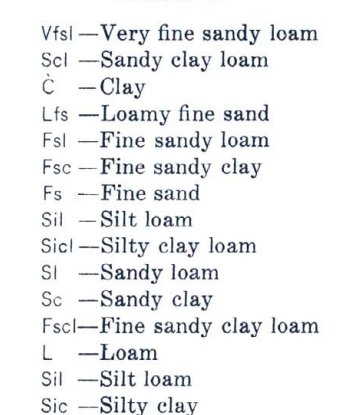 Vfsl —Very fine sandy loam
Scl —Sandy clay loam
C̀ —Clay
Lfs —Loamy fine sand
Fsl —Fine sandy loam
Fsc —Fine sandy clay
Fs —Fine sand
Sil —Silt loam
Sicl —Silty clay loam
Sl —Sandy loam
Sc —Sandy clay
Fscl—Fine sandy clay loam
L —Loam
Sil —Silt loam
Sic —Silty clay